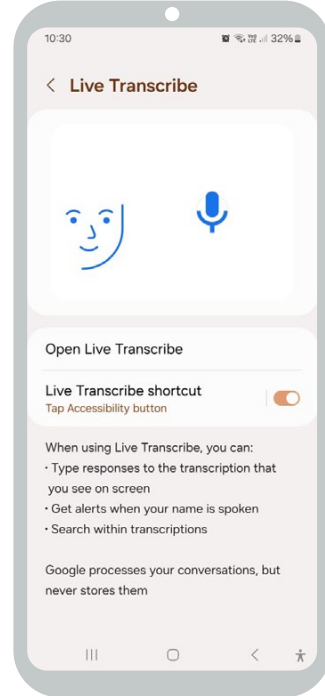 10:30
32%
Live Transcribe
Open Live Transcribe
Live Transcribe shortcut
Tap Accessibility button
When using Live Transcribe, you can:
· Type responses to the transcription that
you see on screen
· Get alerts when your name is spoken
· Search within transcriptions
Google processes your conversations, but
never stores them